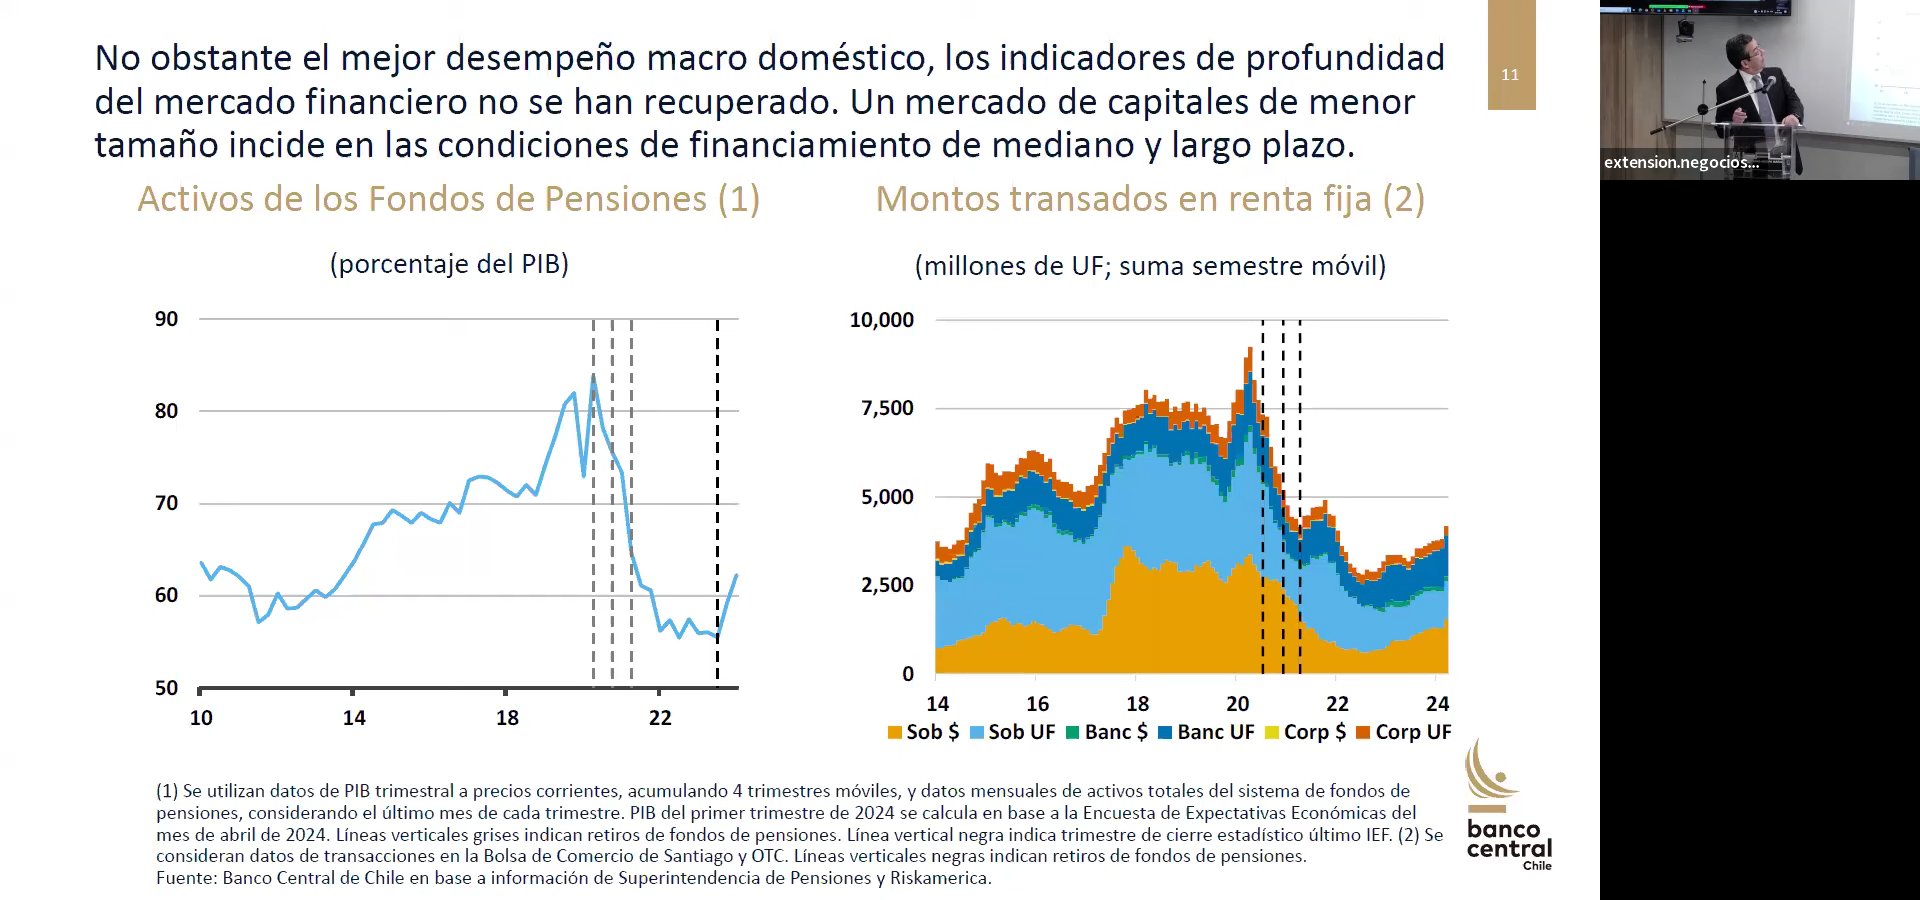 No obstante el mejor desempeño macro doméstico, los indicadores de profundidad
del mercado financiero no se han recuperado. Un mercado de capitales de menor
tamaño incide en las condiciones de financiamiento de mediano y largo plazo.
11
extension.negocios...
Activos de los Fondos de Pensiones (1)
(porcentaje del PIB)
90
80
70
60
50
10 14 18 22
Montos transados en renta fija (2)
(millones de UF; suma semestre móvil)
10,000
7,500
5,000
2,500
0
14 16 18 20 22 24
Sob $ Sob UF Banc $ Banc UF Corp $ Corp UF
(1) Se utilizan datos de PIB trimestral a precios corrientes, acumulando 4 trimestres móviles, y datos mensuales de activos totales del sistema de fondos de
pensiones, considerando el último mes de cada trimestre. PIB del primer trimestre de 2024 se calcula en base a la Encuesta de Expectativas Económicas del
mes de abril de 2024. Líneas verticales grises indican retiros de fondos de pensiones. Línea vertical negra indica trimestre de cierre estadístico último IEF. (2) Se
consideran datos de transacciones en la Bolsa de Comercio de Santiago y OTC. Líneas verticales negras indican retiros de fondos de pensiones.
Fuente: Banco Central de Chile en base a información de Superintendencia de Pensiones y Riskamerica.
banco
central
Chile